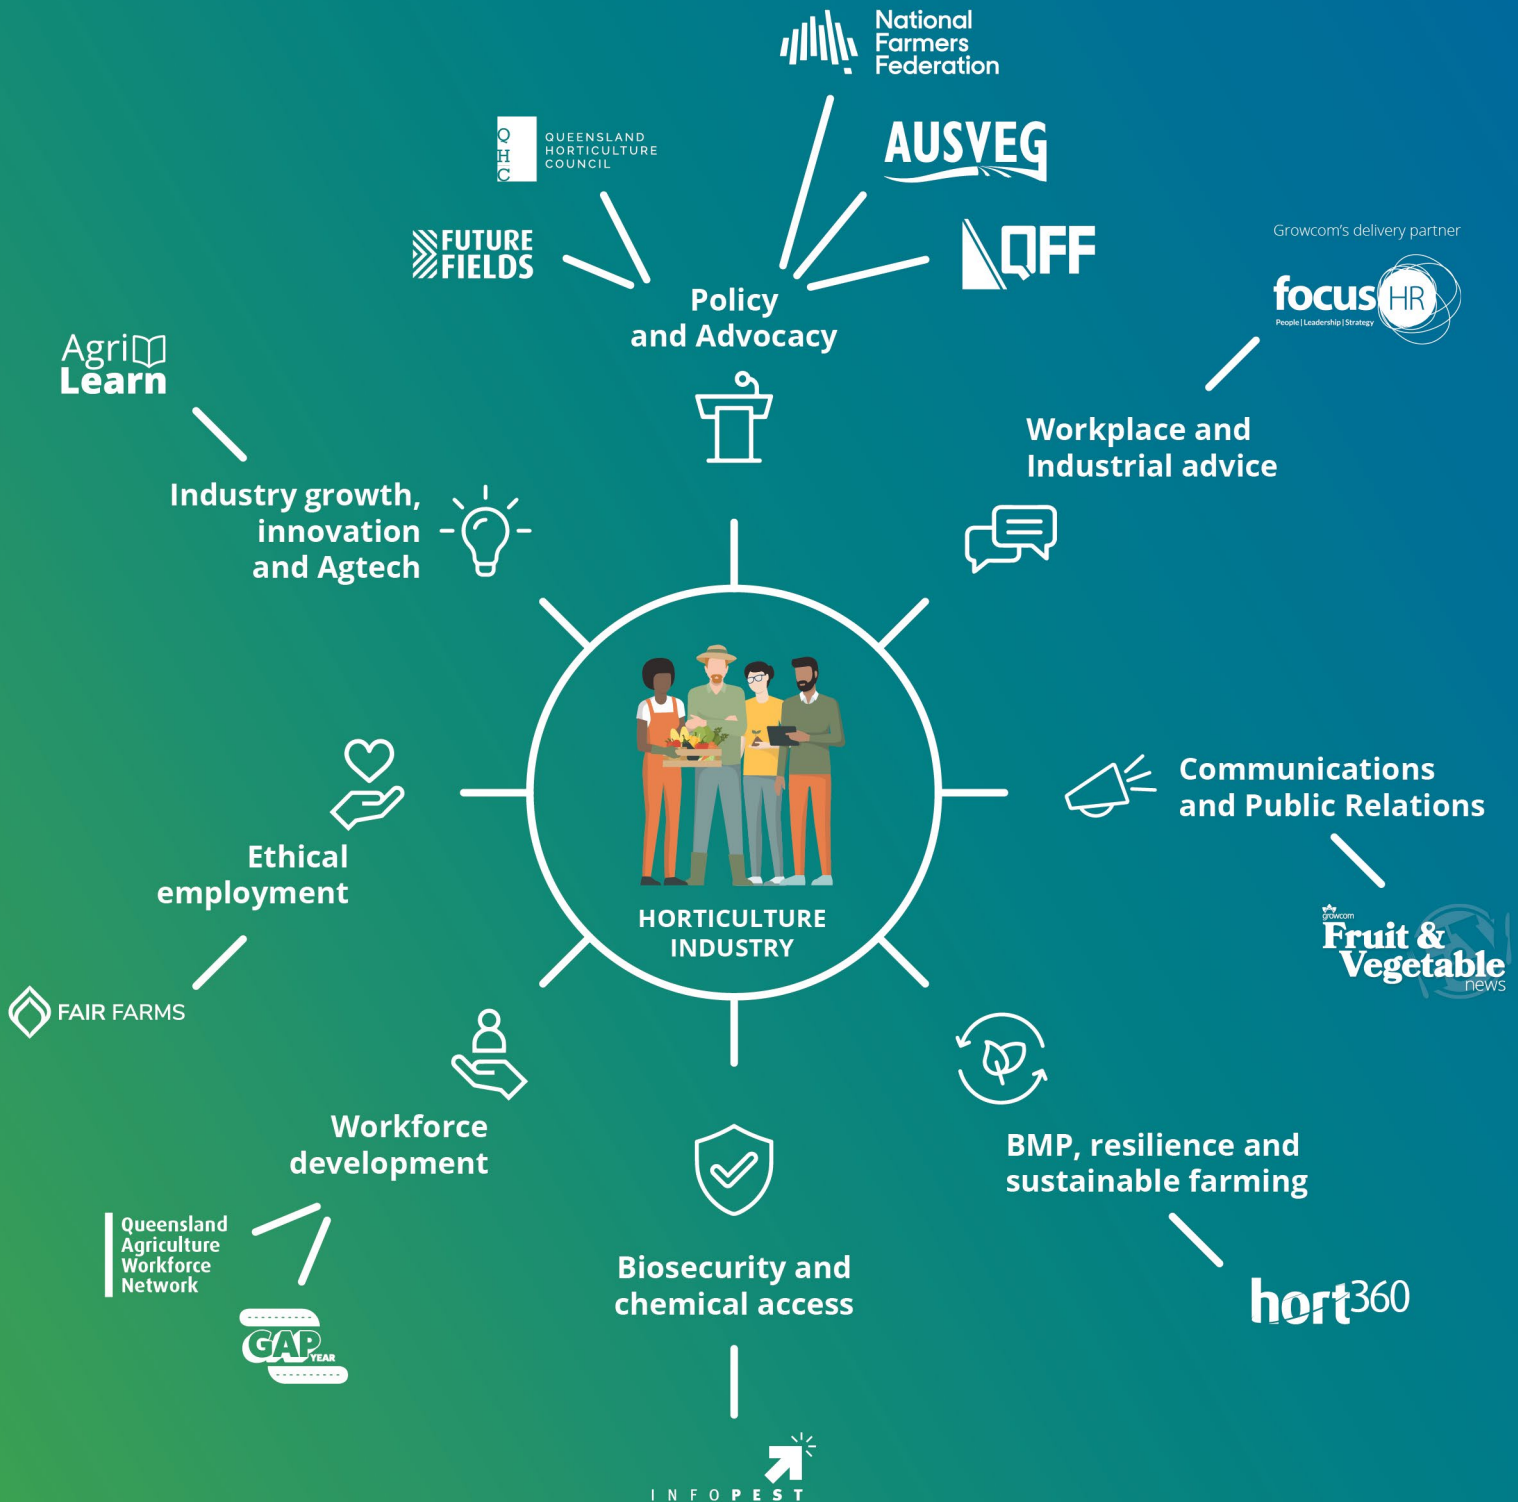 National
Farmers
Federation
Q
H
C
QUEENSLAND
HORTICULTURE
COUNCIL
AUSVEG
FUTURE
FIELDS
QFF
Policy
and Advocacy
Growcom's delivery partner
focus HR
People | Leadership | Strategy
Agri
Learn
Workplace and
Industrial advice
Industry growth,
innovation
and Agtech
Communications
and Public Relations
growcom
Fruit &
Vegetable
news
Ethical
employment
FAIR FARMS
HORTICULTURE
INDUSTRY
Workforce
development
Queensland
Agriculture
Workforce
Network
GAP
YEAR
Biosecurity and
chemical access
INFOPEST
BMP, resilience and
sustainable farming
hort360